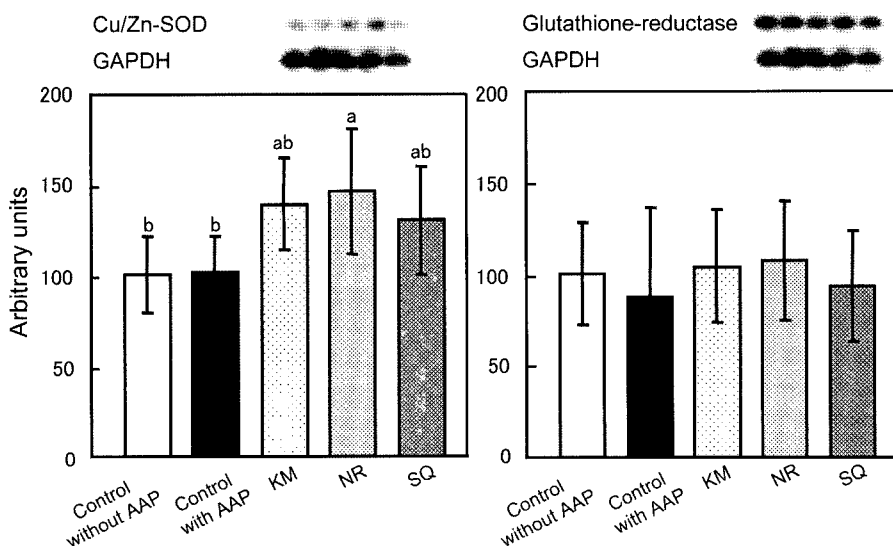 Cu/Zn-SOD
GAPDH
Arbitrary units
200
150
100
50
0
b
b
ab
a
ab
Control
without AAP
Control
with AAP
KM
NR
SQ
Glutathione-reductase
GAPDH
200
150
100
50
0
Control
without AAP
Control
with AAP
KM
NR
SQ